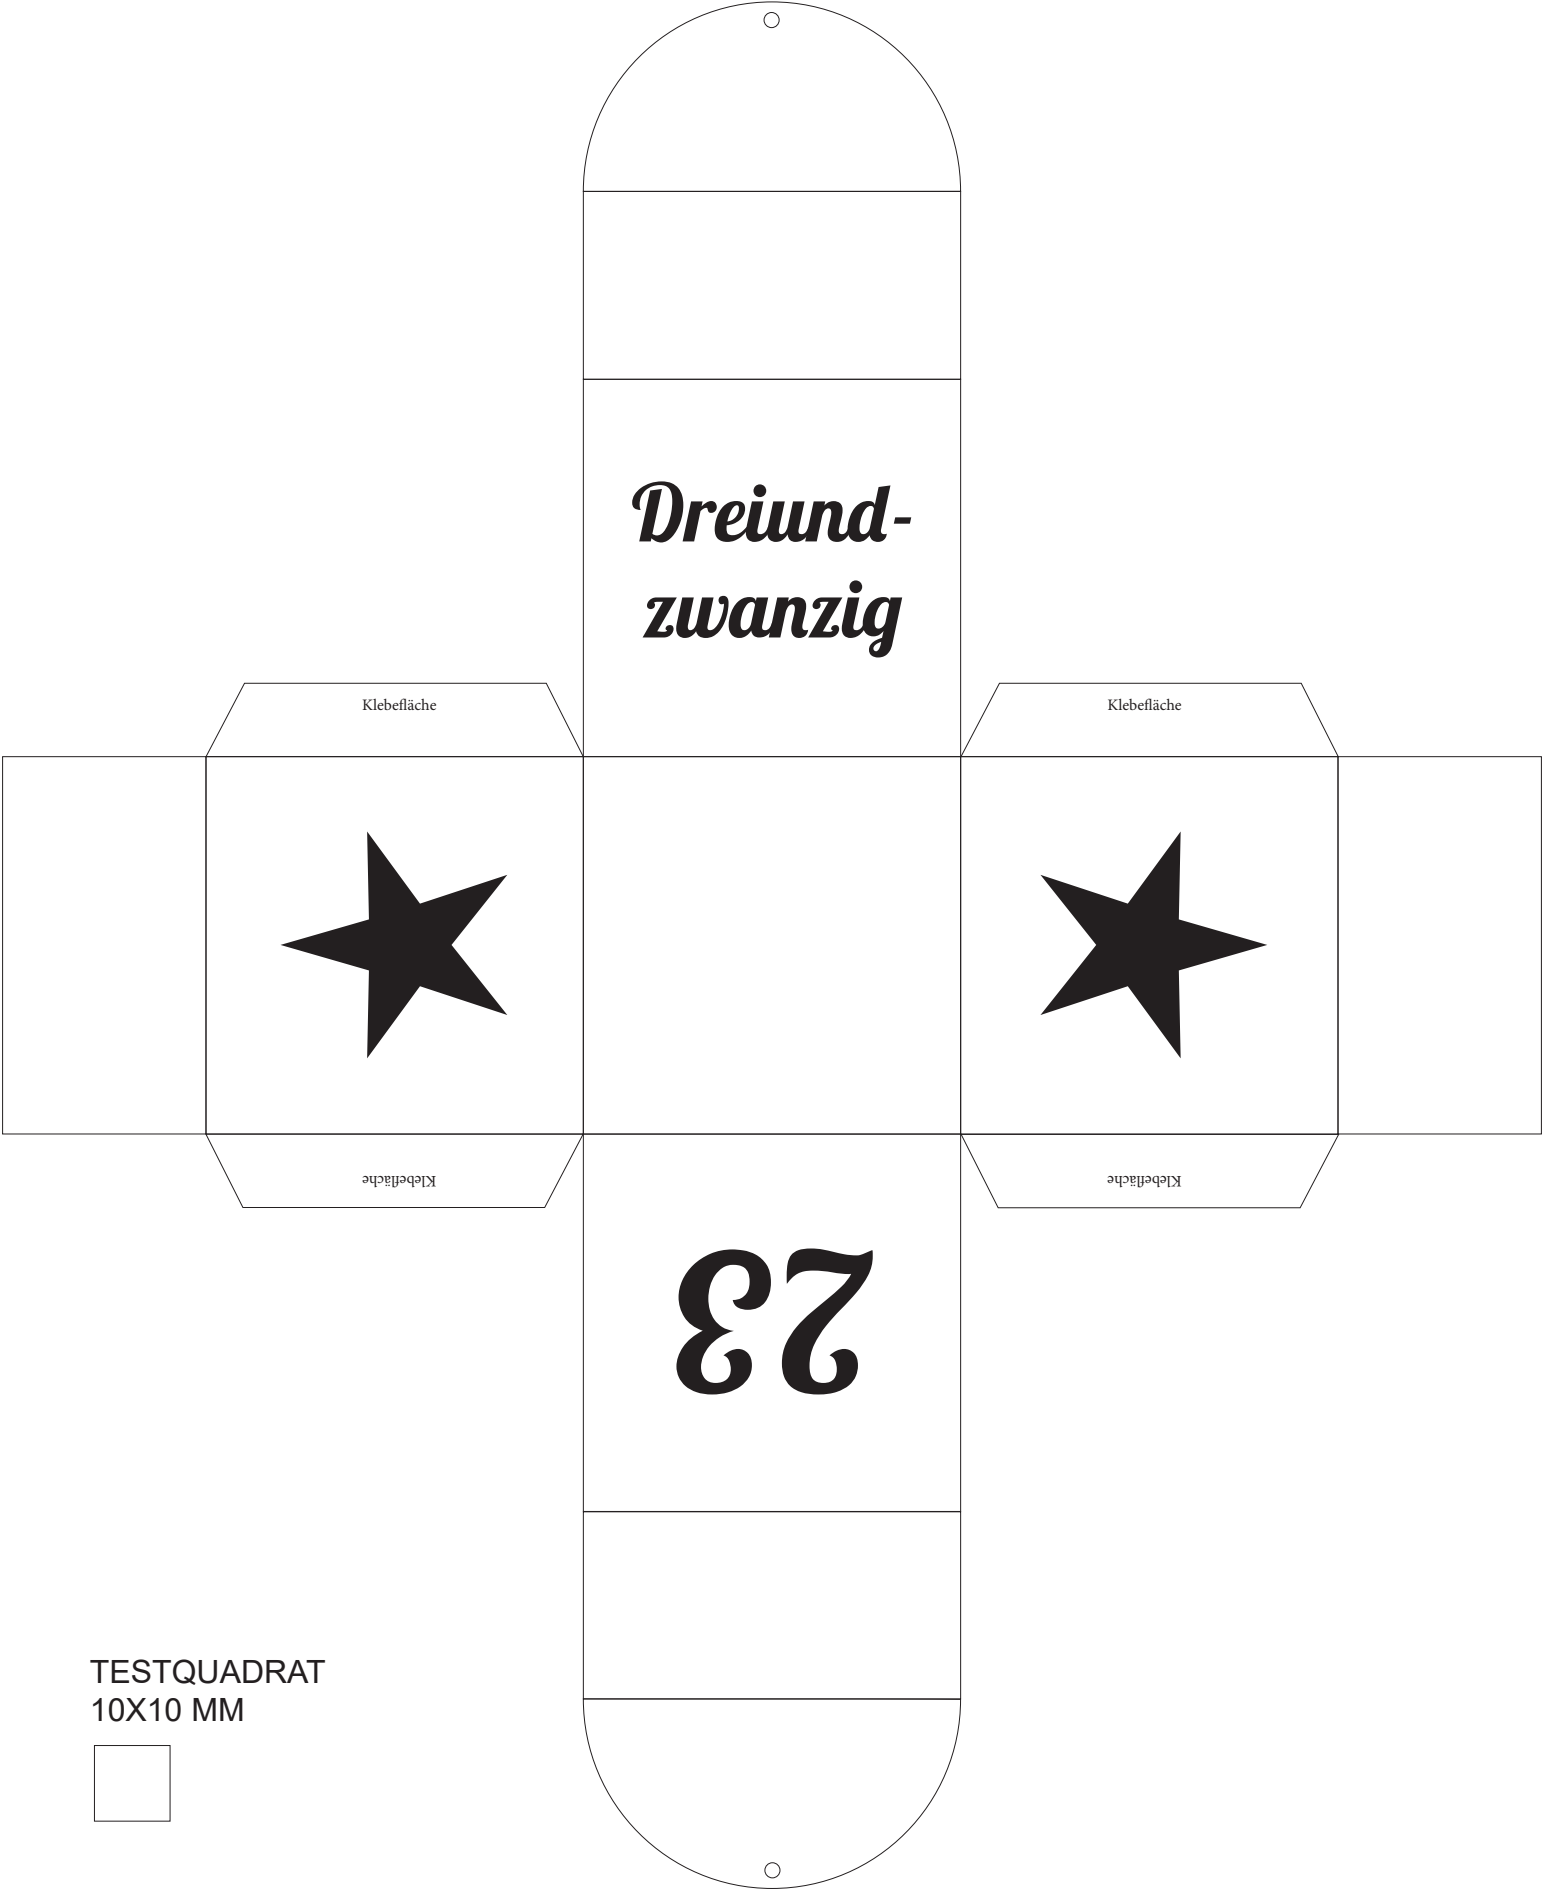 Dreiund-
zwanzig
Klebefläche
Klebefläche
Klebefläche
Klebefläche
23
TESTQUADRAT
10X10 MM